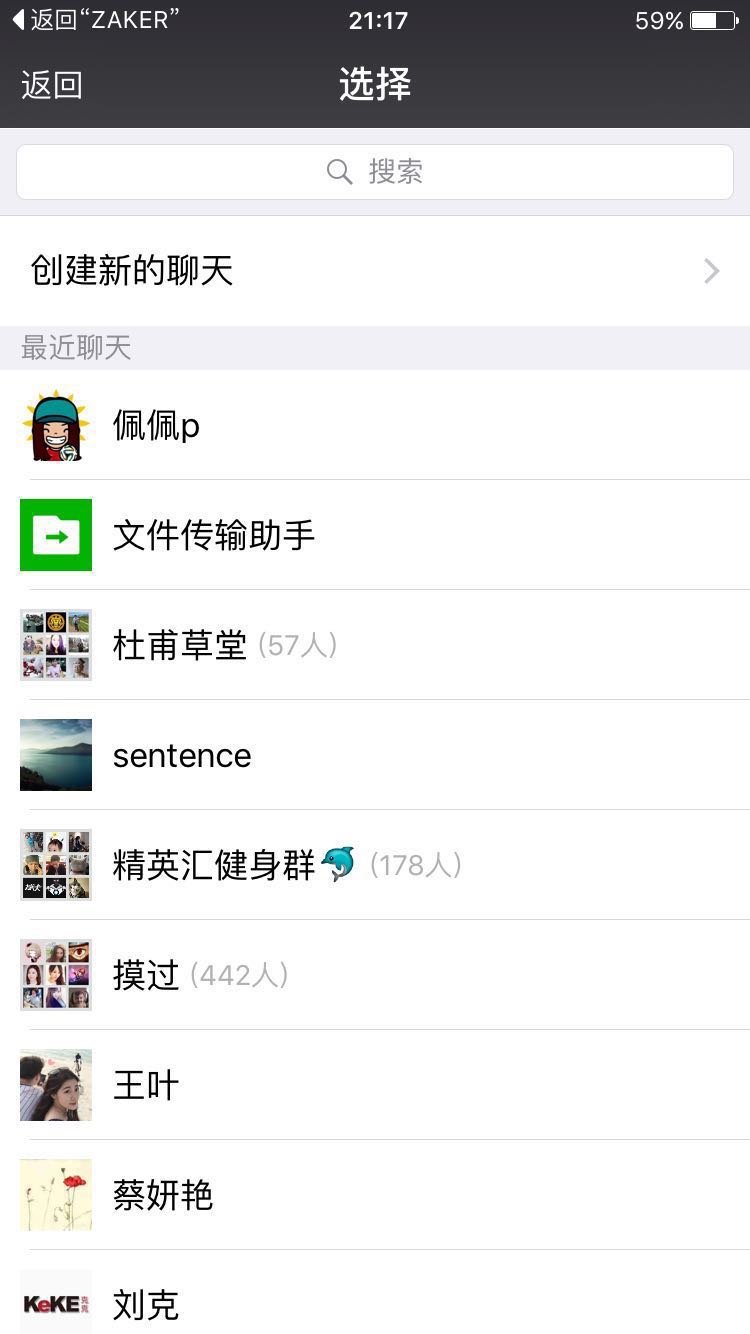 返回“ZAKER”
21:17
59%
返回
选择
搜索
创建新的聊天
最近聊天
佩佩p
文件传输助手
杜甫草堂 (57人)
sentence
精英汇健身群🐬 (178人)
摸过 (442人)
王叶
蔡妍艳
KeKE 克克
刘克